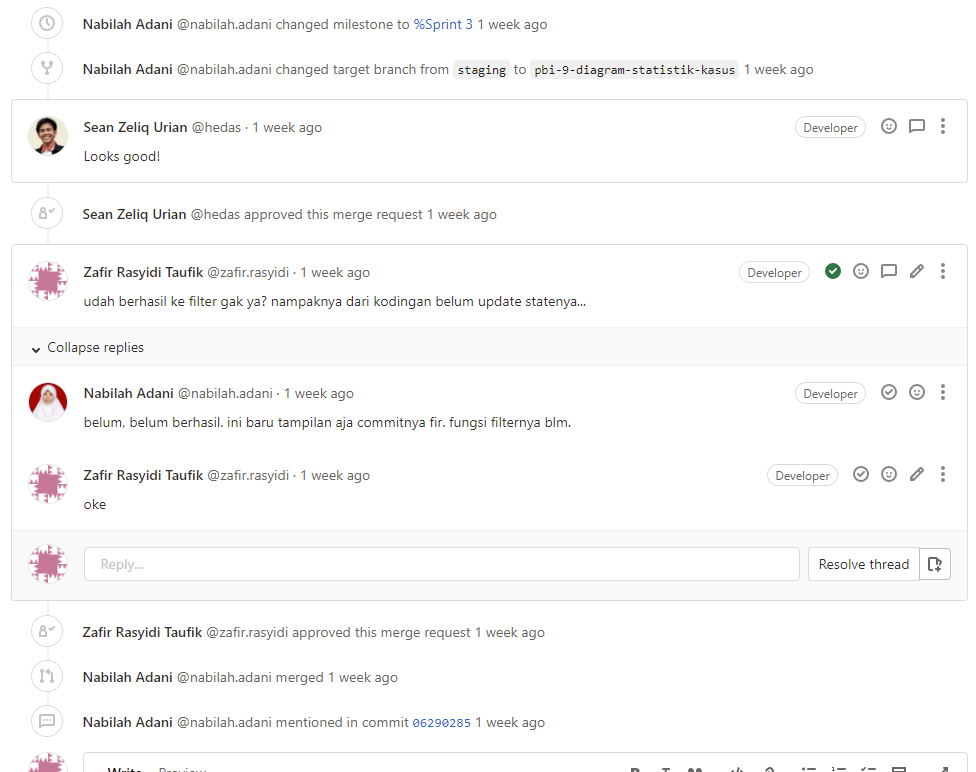 Nabilah Adani @nabilah.adani changed milestone to %Sprint 3 1 week ago
Nabilah Adani @nabilah.adani changed target branch from staging to pbi-9-diagram-statistik-kasus 1 week ago
Sean Zeliq Urian @hedas · 1 week ago Developer
Looks good!
Sean Zeliq Urian @hedas approved this merge request 1 week ago
Zafir Rasyidi Taufik @zafir.rasyidi · 1 week ago Developer
udah berhasil ke filter gak ya? nampaknya dari kodingan belum update statenya...
Collapse replies
Nabilah Adani @nabilah.adani · 1 week ago Developer
belum, belum berhasil. ini baru tampilan aja commitnya fir. fungsi filternya blm.
Zafir Rasyidi Taufik @zafir.rasyidi · 1 week ago Developer
oke
Reply... Resolve thread
Zafir Rasyidi Taufik @zafir.rasyidi approved this merge request 1 week ago
Nabilah Adani @nabilah.adani merged 1 week ago
Nabilah Adani @nabilah.adani mentioned in commit 06290285 1 week ago
Write Preview